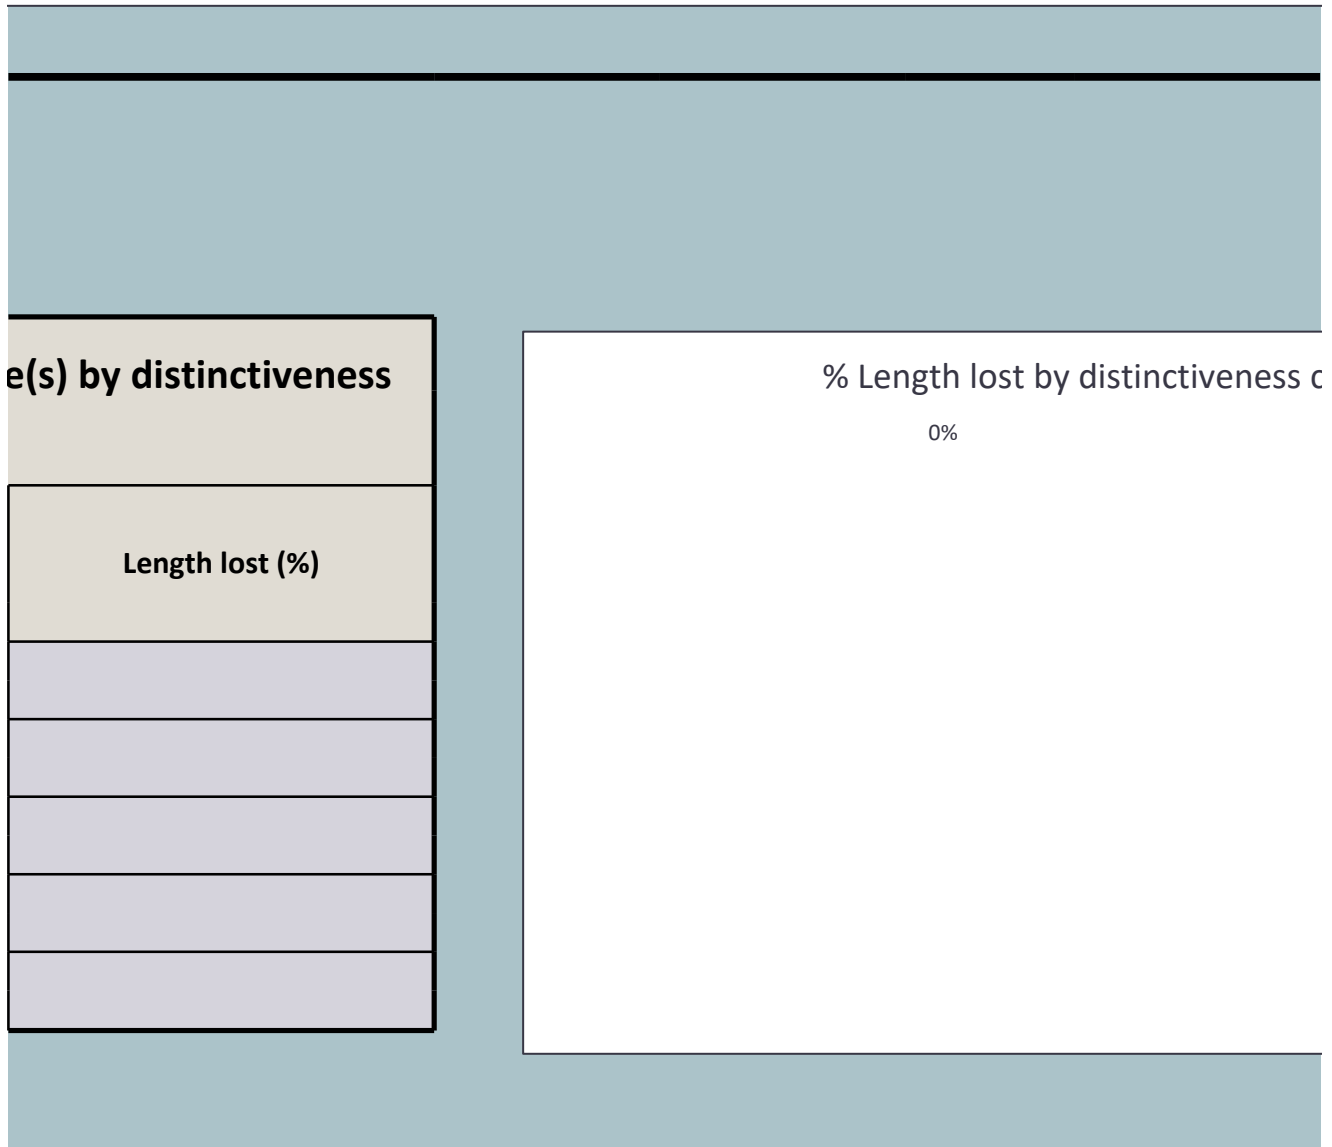 e(s) by distinctiveness
Length lost (%)
% Length lost by distinctiveness
0%